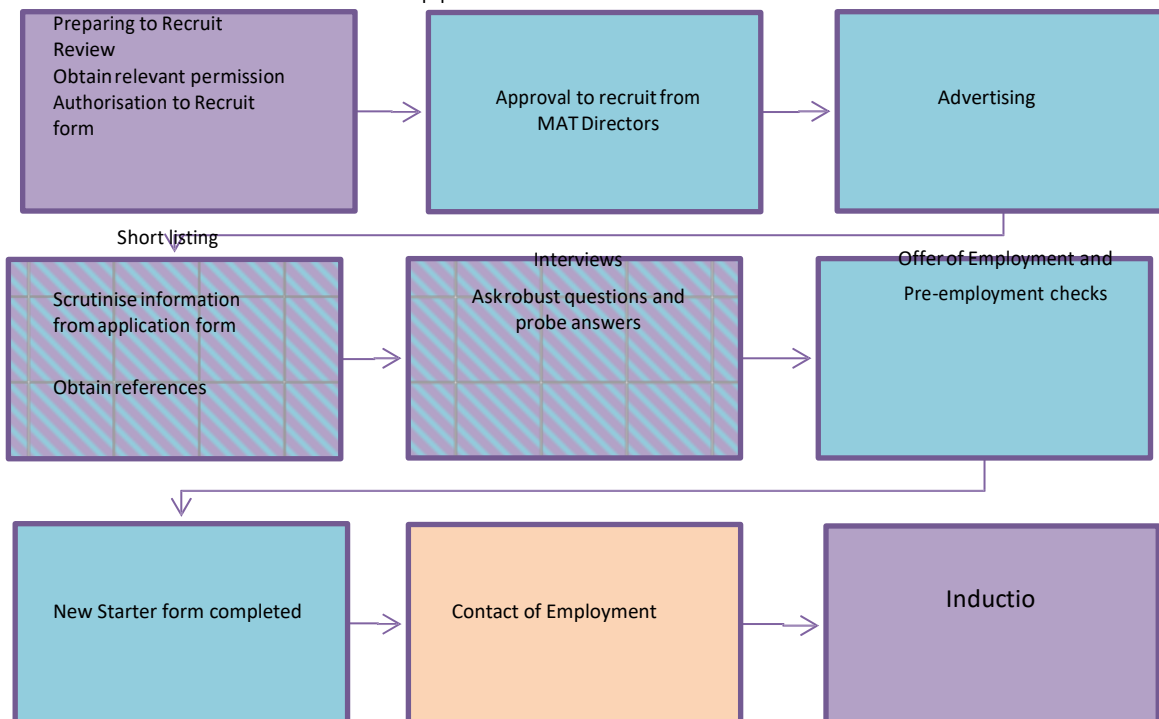 Preparing to Recruit
Review
Obtain relevant permission
Authorisation to Recruit
form
Approval to recruit from
MAT Directors
Advertising
Short listing
Scrutinise information
from application form
Obtain references
Interviews
Ask robust questions and
probe answers
Offer of Employment and
Pre-employment checks
New Starter form completed
Contact of Employment
Inductio